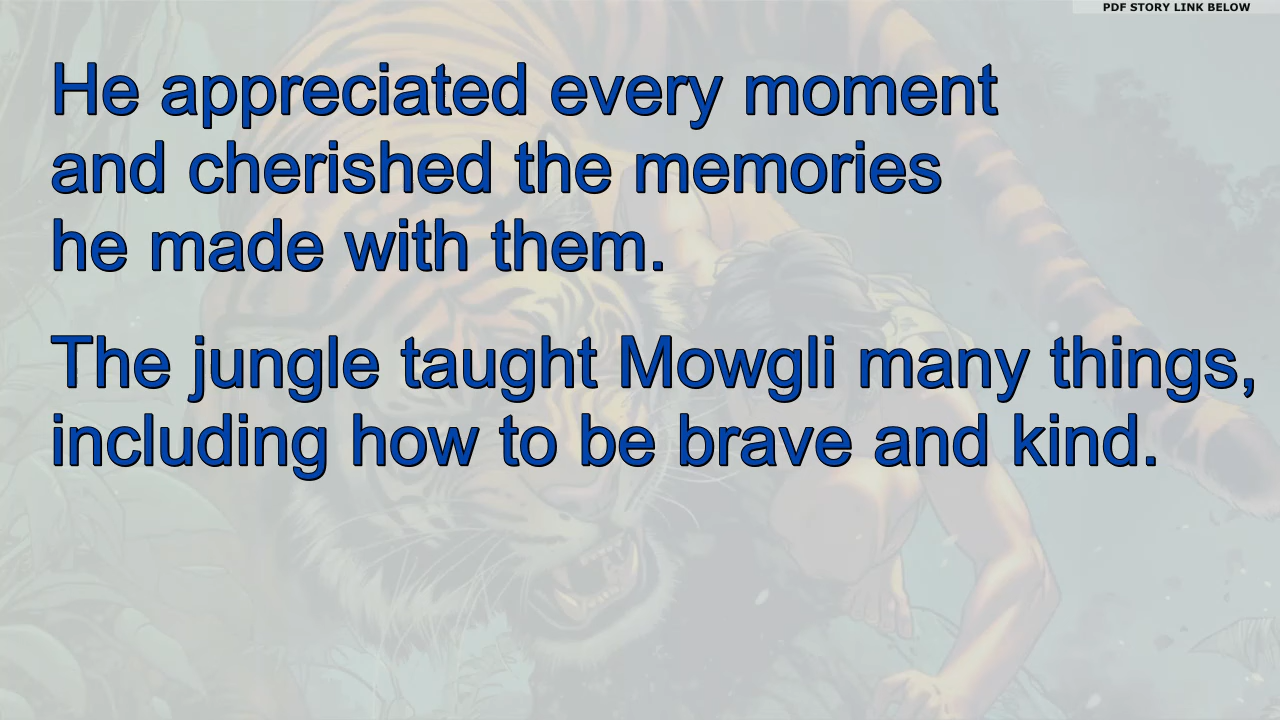 PDF STORY LINK BELOW
He appreciated every moment
and cherished the memories
he made with them.
The jungle taught Mowgli many things,
including how to be brave and kind.